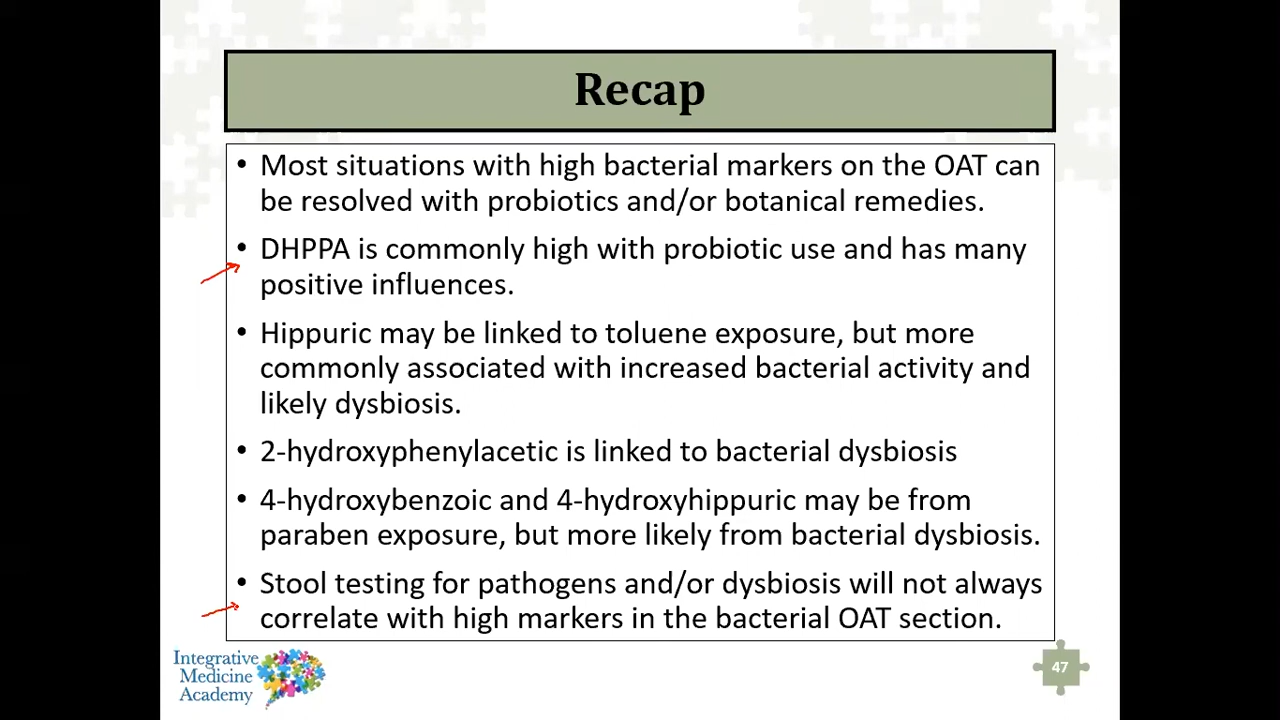 Recap
• Most situations with high bacterial markers on the OAT can
be resolved with probiotics and/or botanical remedies.
• DHPPA is commonly high with probiotic use and has many
positive influences.
• Hippuric may be linked to toluene exposure, but more
commonly associated with increased bacterial activity and
likely dysbiosis.
• 2-hydroxyphenylacetic is linked to bacterial dysbiosis
• 4-hydroxybenzoic and 4-hydroxyhippuric may be from
paraben exposure, but more likely from bacterial dysbiosis.
• Stool testing for pathogens and/or dysbiosis will not always
correlate with high markers in the bacterial OAT section.
Integrative
Medicine
Academy
47